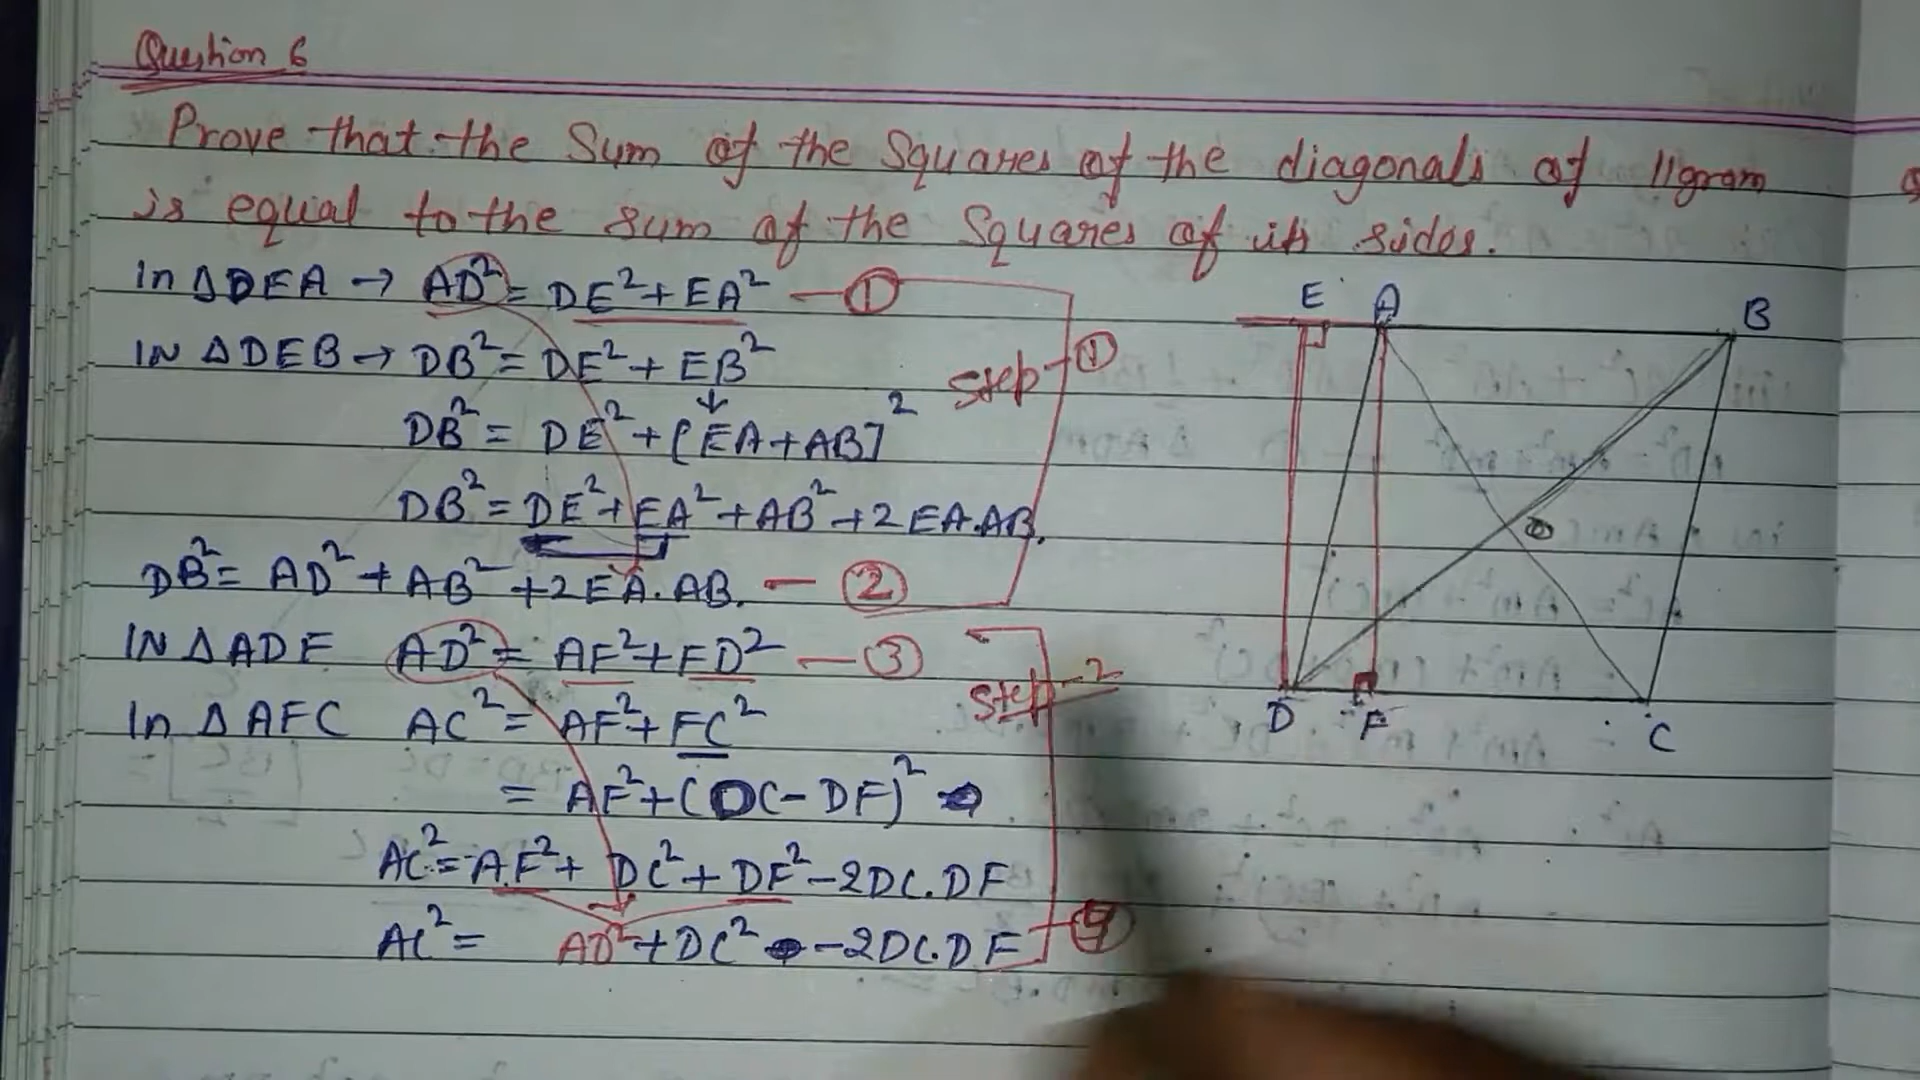 Question 6
Prove that the Sum of the Squares of the diagonals of llgram
is equal to the sum of the Squares of its sides.
In ΔDEA → AD² = DE² + EA² — ①
IN ΔDEB → DB² = DE² + EB²
DB² = DE² + [EA + AB]²
DB² = DE² + EA² + AB² + 2EA.AB.
DB² = AD² + AB² + 2EA.AB. — ②
Step - ①
IN ΔADF AD² = AF² + FD² — ③
In ΔAFC AC² = AF² + FC²
= AF² + (DC - DF)²
AC² = AF² + DC² + DF² - 2DC.DF
AC² = AD² + DC² - 2DC.DF ④
Step - 2
E A B
D F C